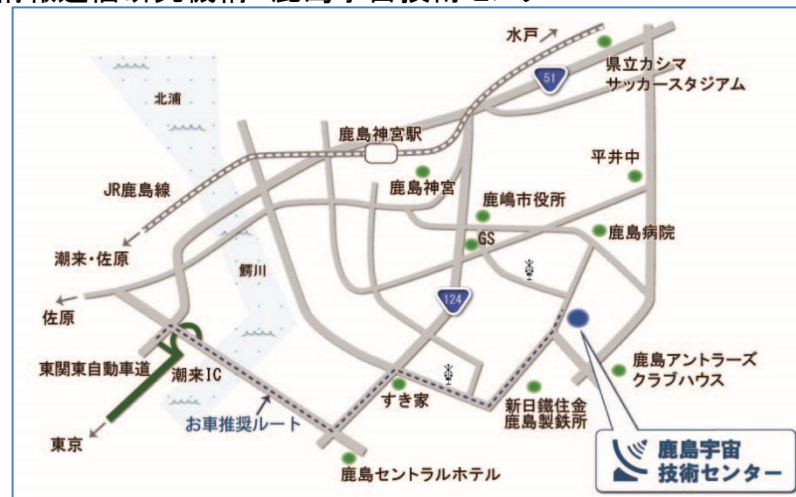 水戸
県立カシマ
サッカースタジアム
51
北浦
鹿島神宮駅
平井中
JR鹿島線
鹿島神宮
鹿嶋市役所
鹿島病院
GS
潮来・佐原
鰐川
佐原
124
東関東自動車道
潮来IC
鹿島アントラーズ
クラブハウス
すき家
新日鐵住金
鹿島製鉄所
お車推奨ルート
東京
鹿島セントラルホテル
鹿島宇宙
技術センター